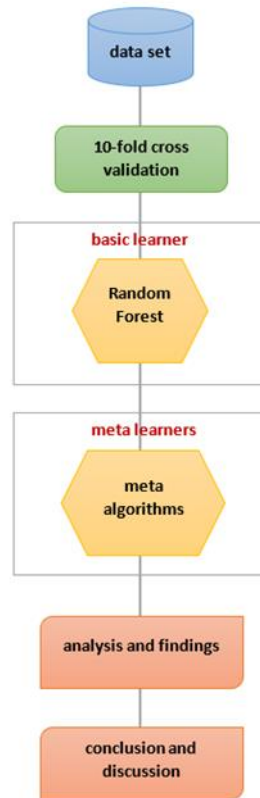 data set
10-fold cross
validation
basic learner
Random
Forest
meta learners
meta
algorithms
analysis and findings
conclusion and
discussion